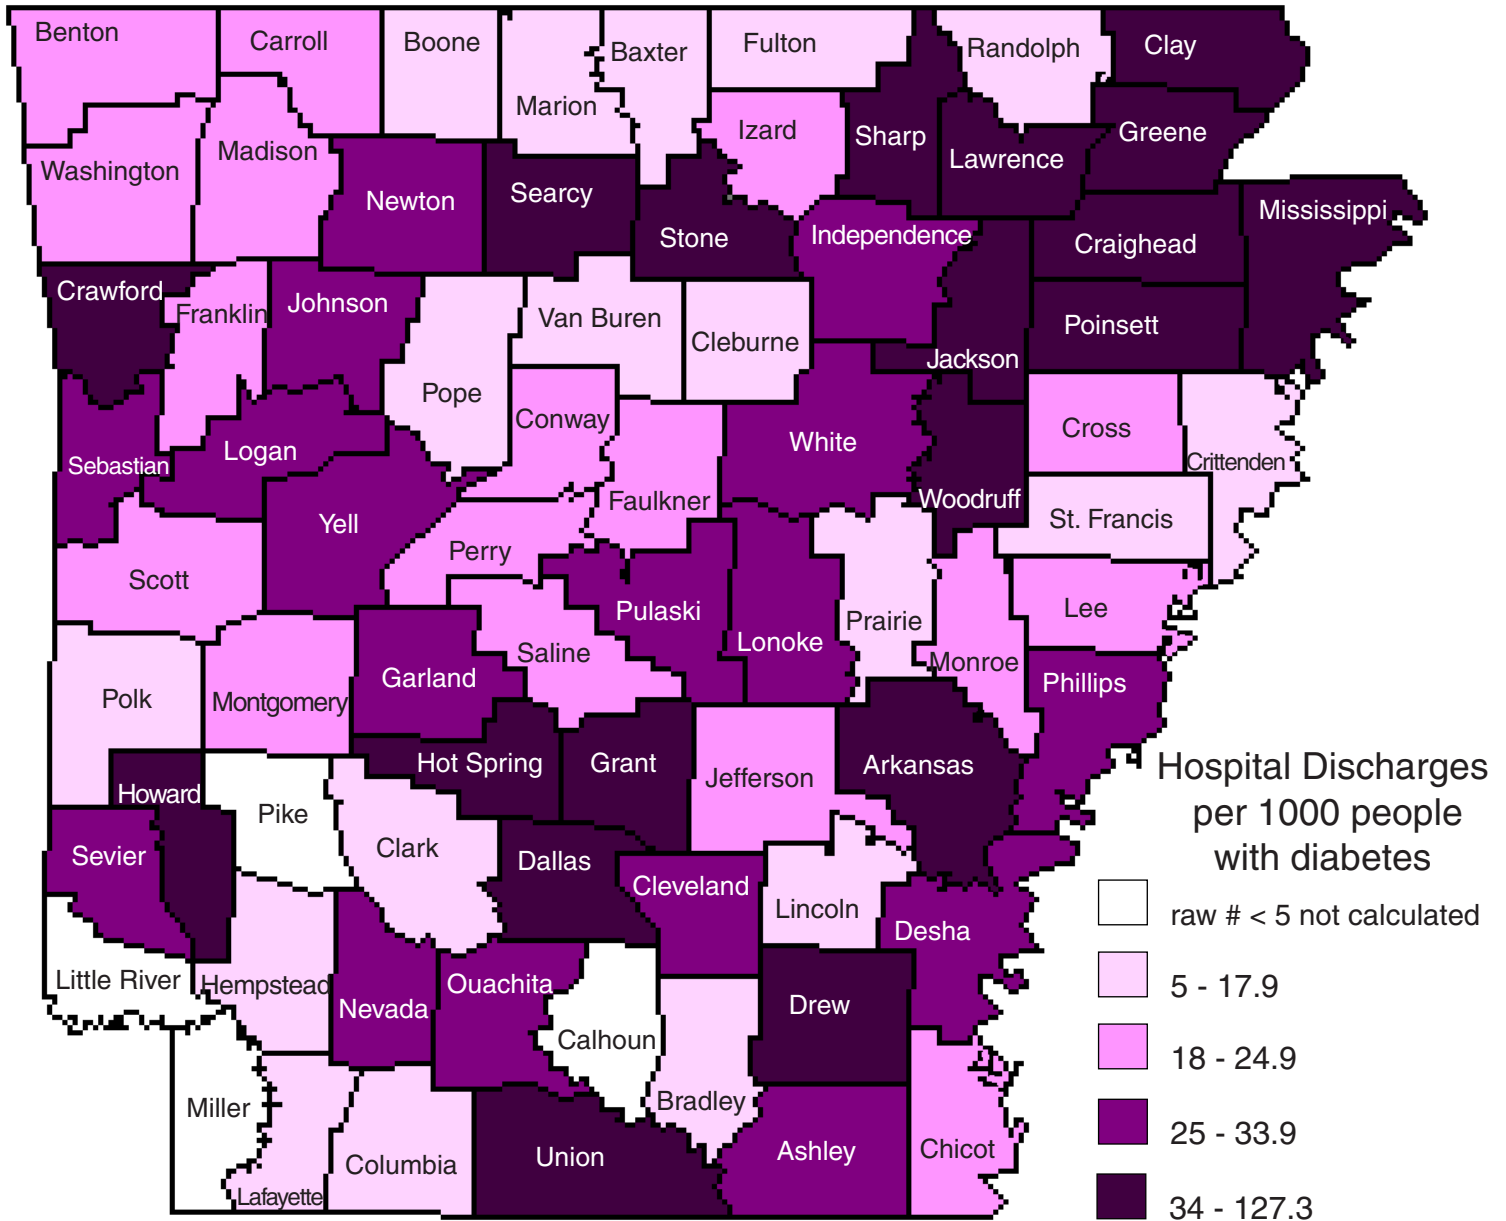 Benton
Carroll
Boone
Baxter
Fulton
Randolph
Clay
Marion
Izard
Sharp
Greene
Washington
Madison
Lawrence
Newton
Searcy
Stone
Independence
Mississippi
Craighead
Crawford
Franklin
Johnson
Van Buren
Cleburne
Poinsett
Jackson
Pope
Conway
White
Cross
Sebastian
Logan
Crittenden
Faulkner
Woodruff
Yell
St. Francis
Perry
Scott
Pulaski
Lee
Prairie
Lonoke
Saline
Monroe
Garland
Phillips
Polk
Montgomery
Hot Spring
Grant
Jefferson
Arkansas
Howard
Pike
Clark
Sevier
Dallas
Cleveland
Lincoln
Desha
Little River
Hempstead
Ouachita
Nevada
Drew
Calhoun
Miller
Bradley
Chicot
Ashley
Union
Columbia
Lafayette
Hospital Discharges
per 1000 people
with diabetes
raw # < 5 not calculated
5 - 17.9
18 - 24.9
25 - 33.9
34 - 127.3